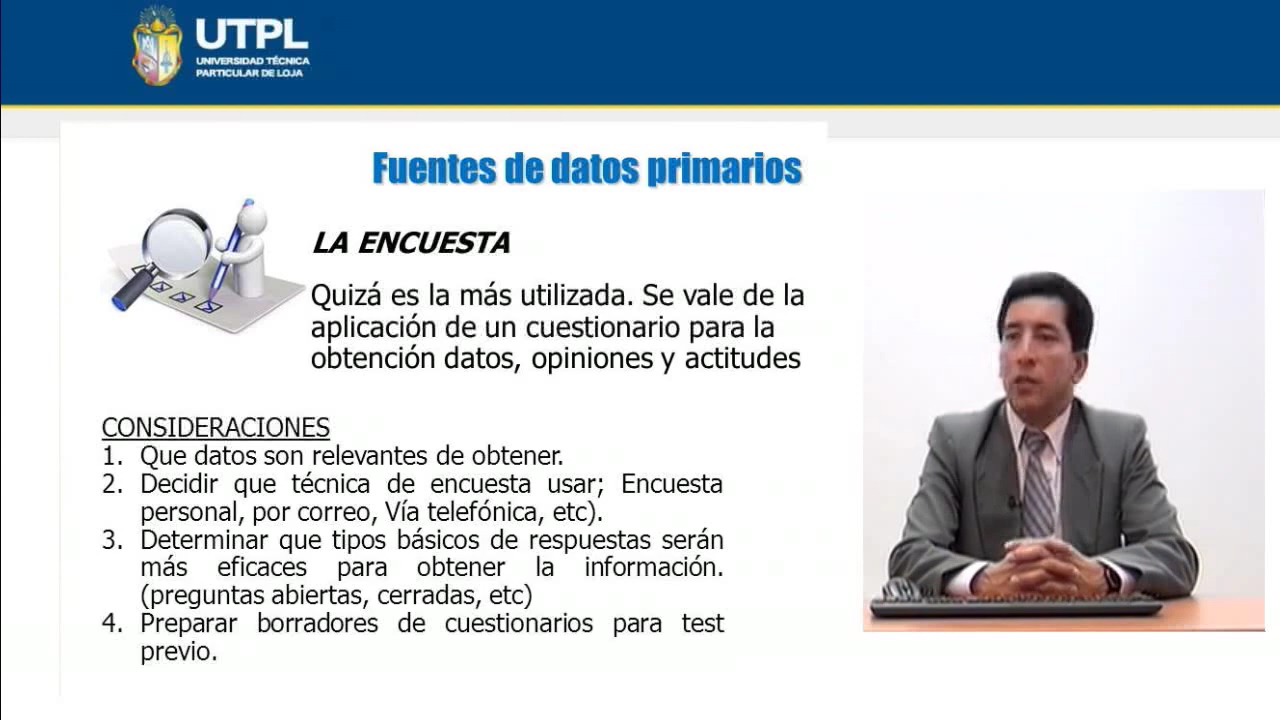 UTPL
UNIVERSIDAD TÉCNICA
PARTICULAR DE LOJA
Fuentes de datos primarios
LA ENCUESTA
Quizá es la más utilizada. Se vale de la
aplicación de un cuestionario para la
obtención datos, opiniones y actitudes
CONSIDERACIONES
1. Que datos son relevantes de obtener.
2. Decidir que técnica de encuesta usar; Encuesta
personal, por correo, Vía telefónica, etc).
3. Determinar que tipos básicos de respuestas serán
más eficaces para obtener la información.
(preguntas abiertas, cerradas, etc)
4. Preparar borradores de cuestionarios para test
previo.